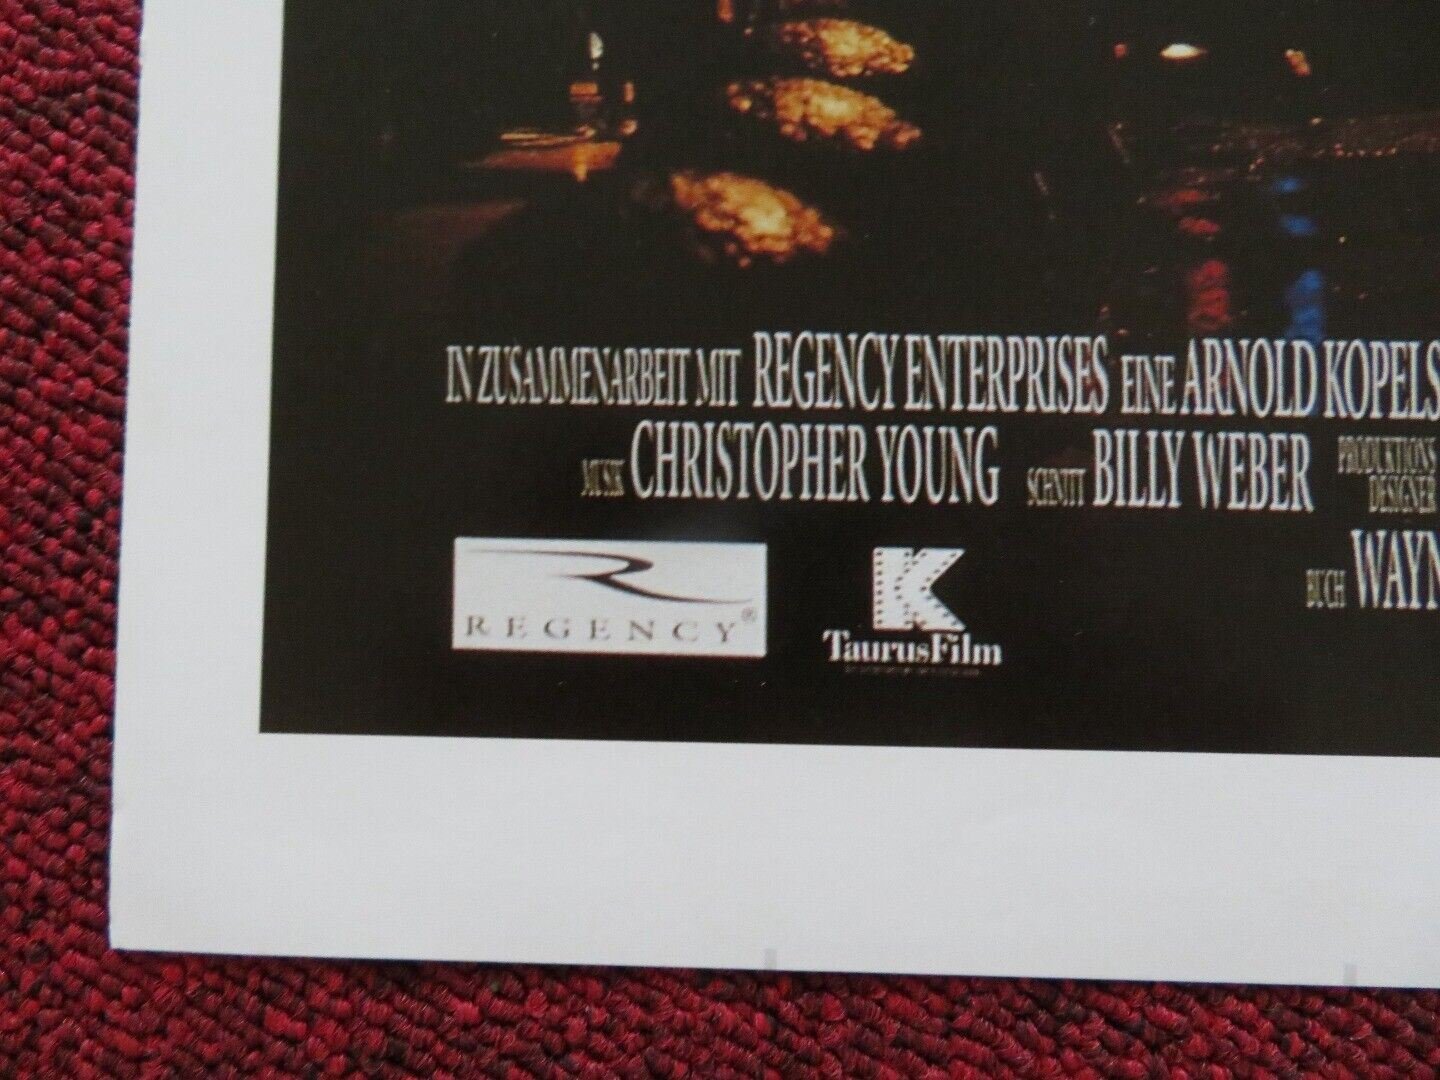 IN ZUSAMMENARBEIT MIT REGENCY ENTERPRISES EINE ARNOLD KOPELS
MUSIK CHRISTOPHER YOUNG SCHNITT BILLY WEBER PRODUKTIONS
DESIGNER
BUCH WAYN
REGENCY®
K
TaurusFilm